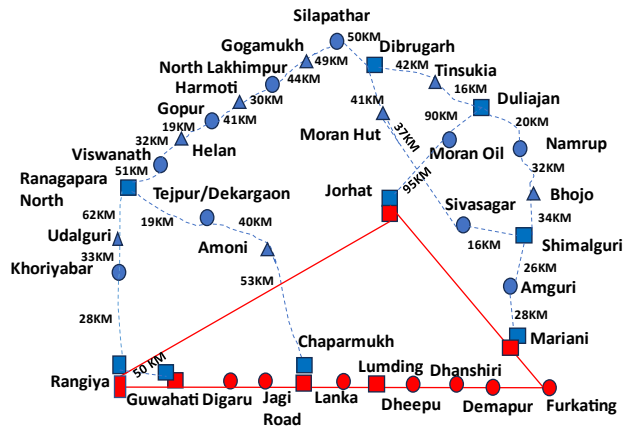 Silapathar
50KM
Gogamukh
Dibrugarh
49KM
42KM
North Lakhimpur
Tinsukia
44KM
Harmoti
16KM
30KM
41KM
Duliajan
Gopur
41KM
90KM
20KM
19KM
Moran Hut
37KM
32KM
Helan
Moran Oil
Namrup
Viswanath
51KM
32KM
Ranagapara
North
Tejpur/Dekargaon
Jorhat
95KM
Bhojo
62KM
19KM
40KM
Sivasagar
34KM
Udalguri
Amoni
16KM
Shimalguri
33KM
Khoriyabar
26KM
53KM
Amguri
28KM
28KM
Chaparmukh
Mariani
50 KM
Lumding
Rangiya
Dhanshiri
Guwahati
Digaru
Jagi
Road
Lanka
Dheepu
Demapur
Furkating